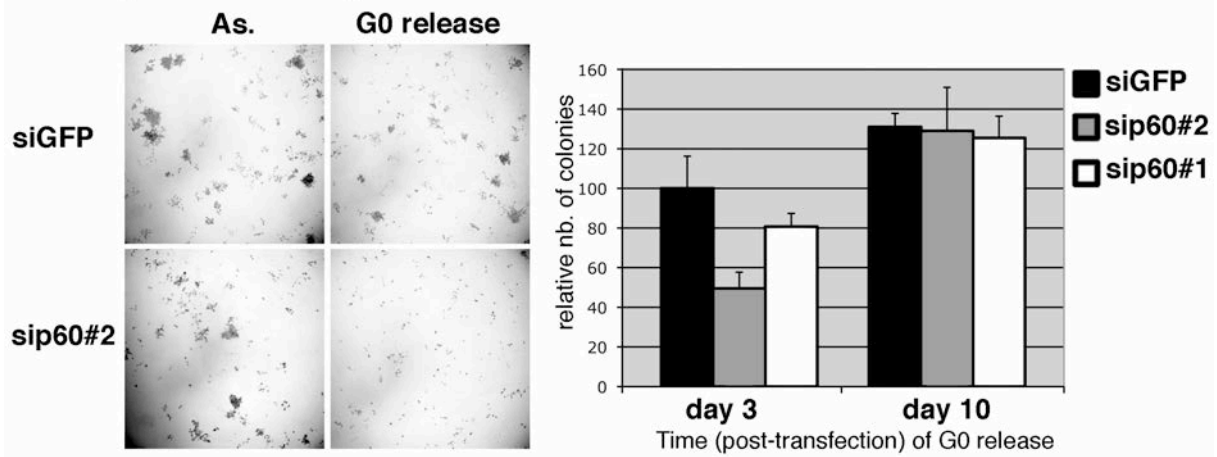 As.
G0 release
siGFP
sip60#2
relative nb. of colonies
160
140
120
100
80
60
40
20
0
day 3
day 10
Time (post-transfection) of G0 release
siGFP
sip60#2
sip60#1